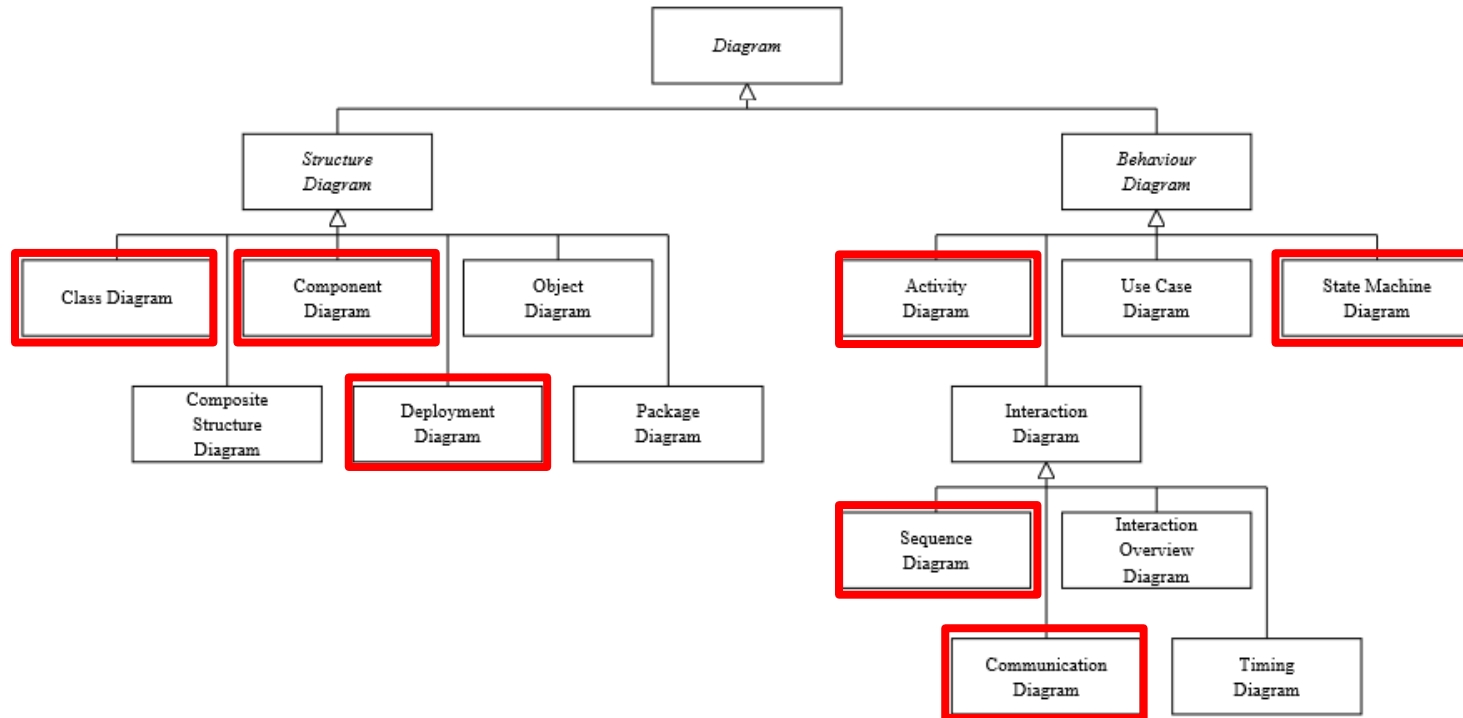 Diagram
Structure
Diagram
Behaviour
Diagram
Class Diagram
Component
Diagram
Object
Diagram
Activity
Diagram
Use Case
Diagram
State Machine
Diagram
Composite
Structure
Diagram
Deployment
Diagram
Package
Diagram
Interaction
Diagram
Sequence
Diagram
Interaction
Overview
Diagram
Communication
Diagram
Timing
Diagram